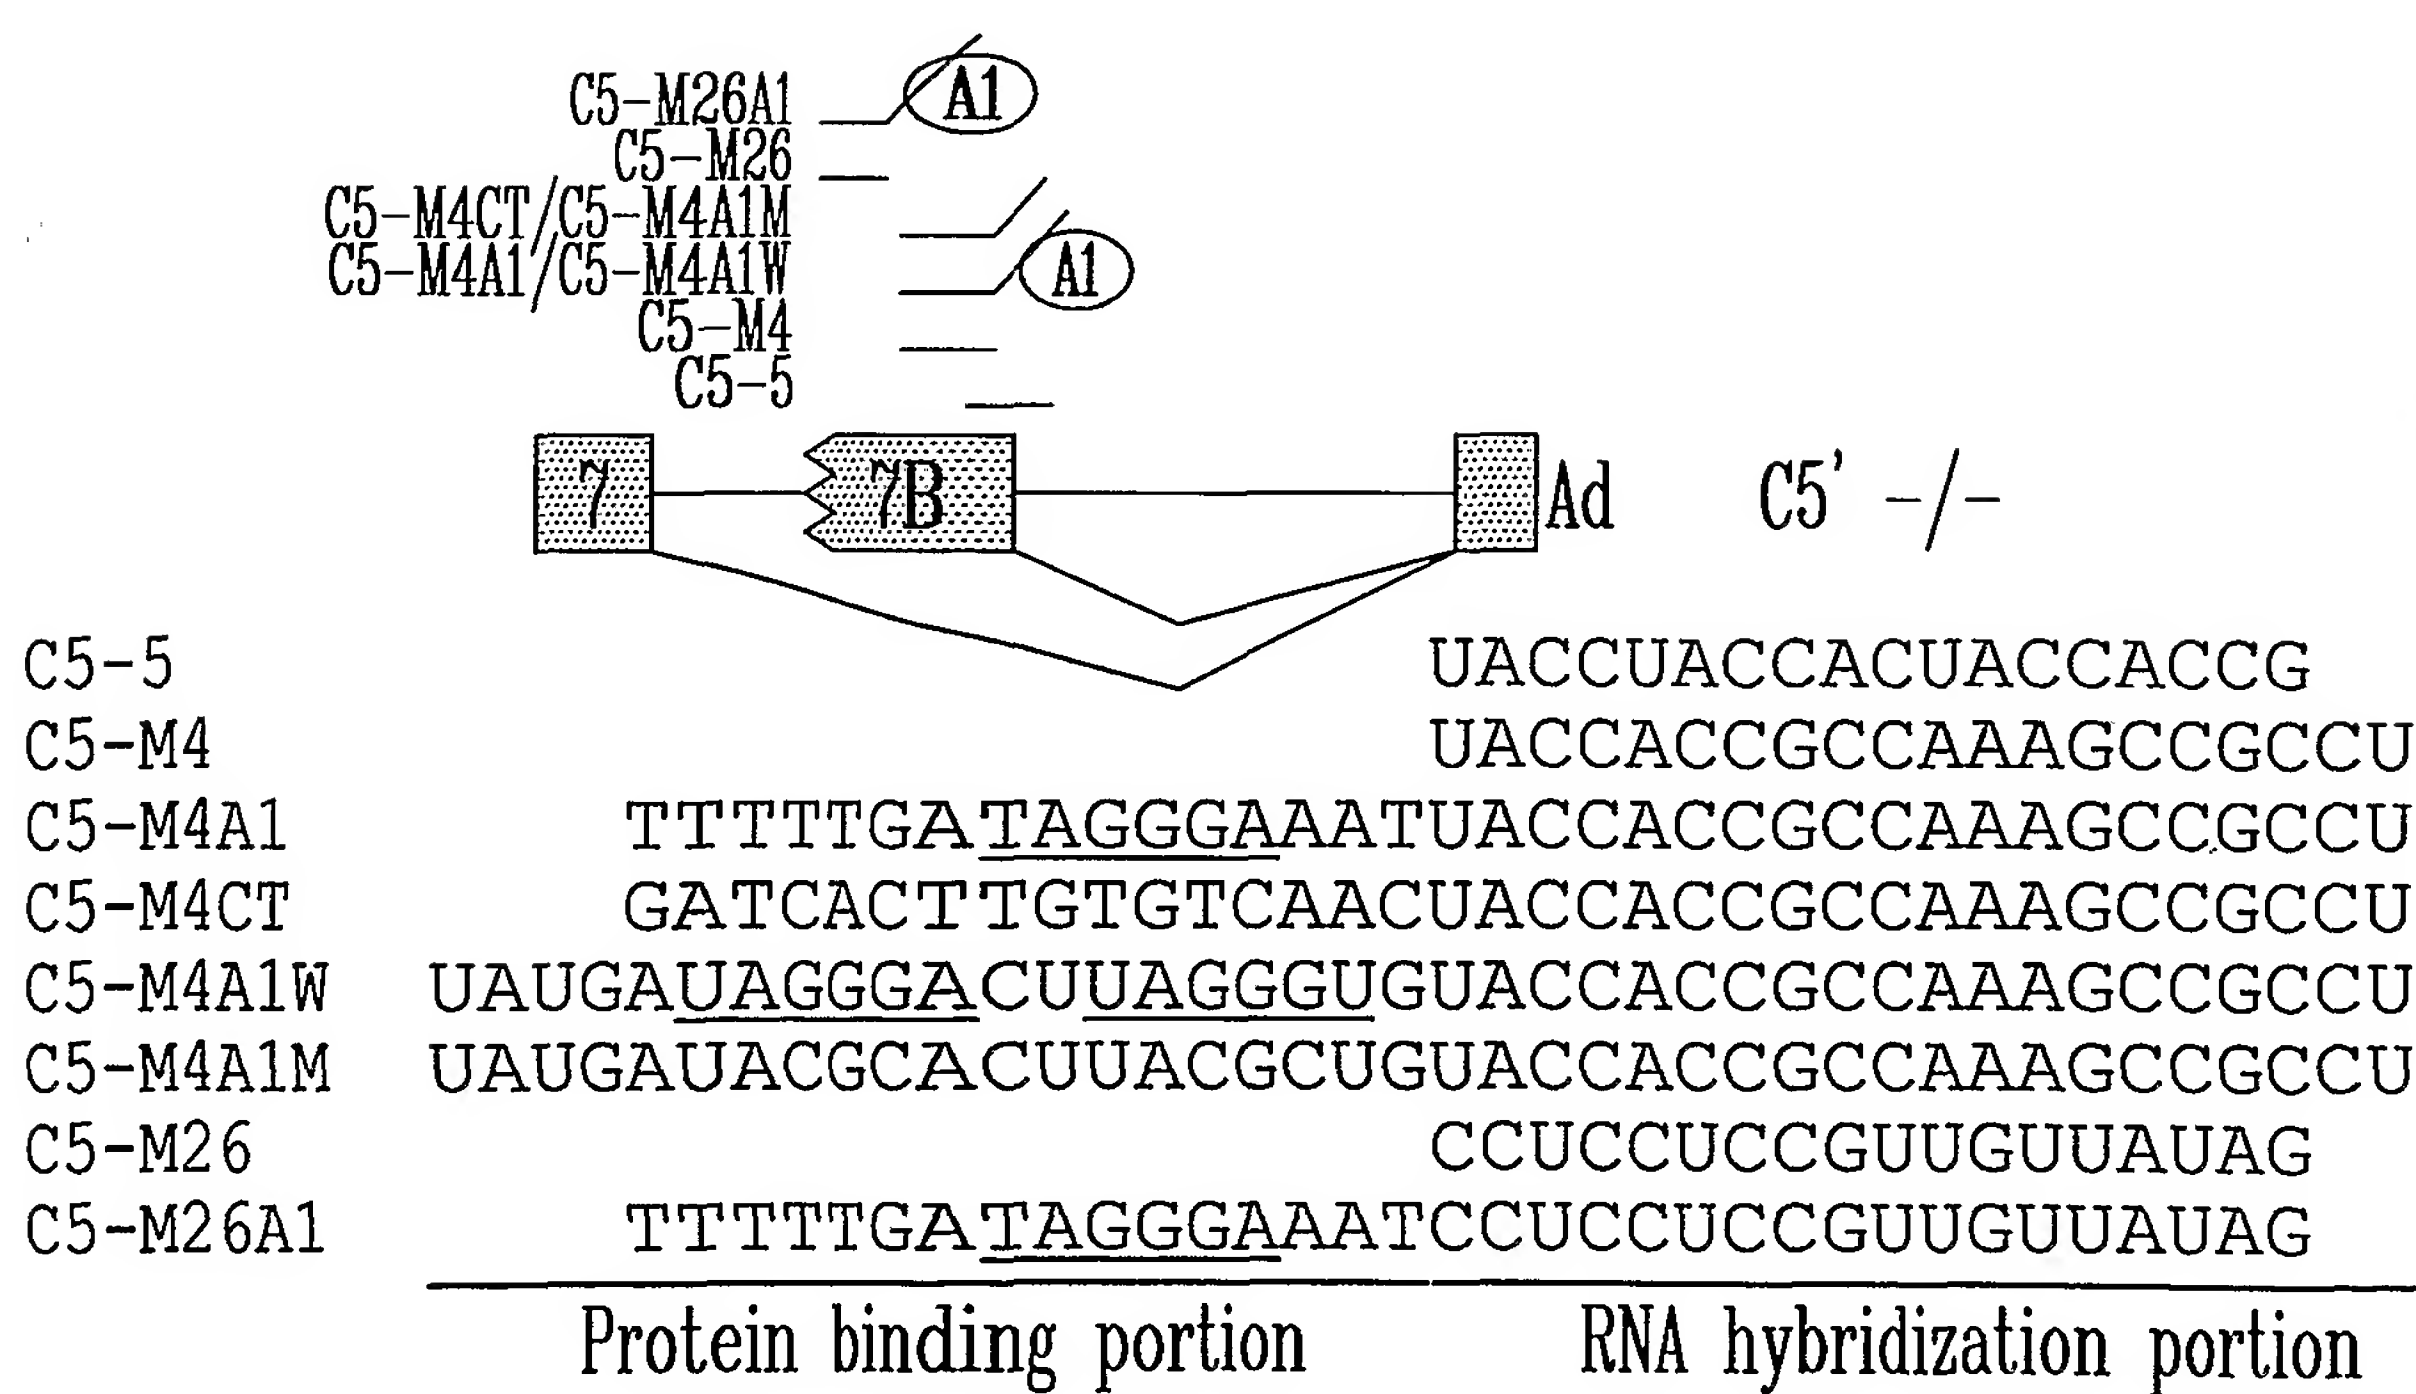 C5-M26A1 A1
C5-M26
C5-M4CT/C5-M4A1M
C5-M4A1/C5-M4A1W A1
C5-M4
C5-5
7 7B Ad C5' -/-
C5-5 UACCUACCACUACCACCG
C5-M4 UACCACCGCCAAAGCCGCCU
C5-M4A1 TTTTTGATAGGGAAATUACCACCGCCAAAGCCGCCU
C5-M4CT GATCACTTGTGTCAACUACCACCGCCAAAGCCGCCU
C5-M4A1W UAUGAUAGGGACUUAGGGUGUACCACCGCCAAAGCCGCCU
C5-M4A1M UAUGAUACGCACUUACGCUGUACCACCGCCAAAGCCGCCU
C5-M26 CCUCCUCCGUUGUUAUAG
C5-M26A1 TTTTTGATAGGGAAATCCUCCUCCGUUGUUAUAG
Protein binding portion RNA hybridization portion